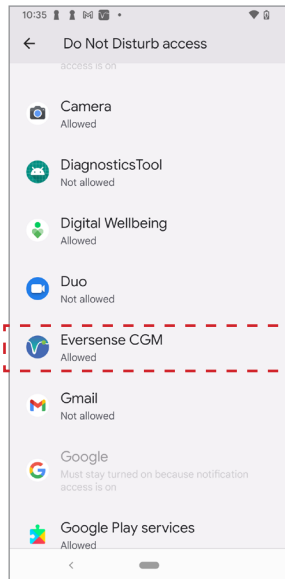 10:35
Do Not Disturb access
access is on
Camera
Allowed
DiagnosticsTool
Not allowed
Digital Wellbeing
Allowed
Duo
Not allowed
Eversense CGM
Allowed
Gmail
Not allowed
Google
Must stay turned on because notification
access is on
Google Play services
Allowed